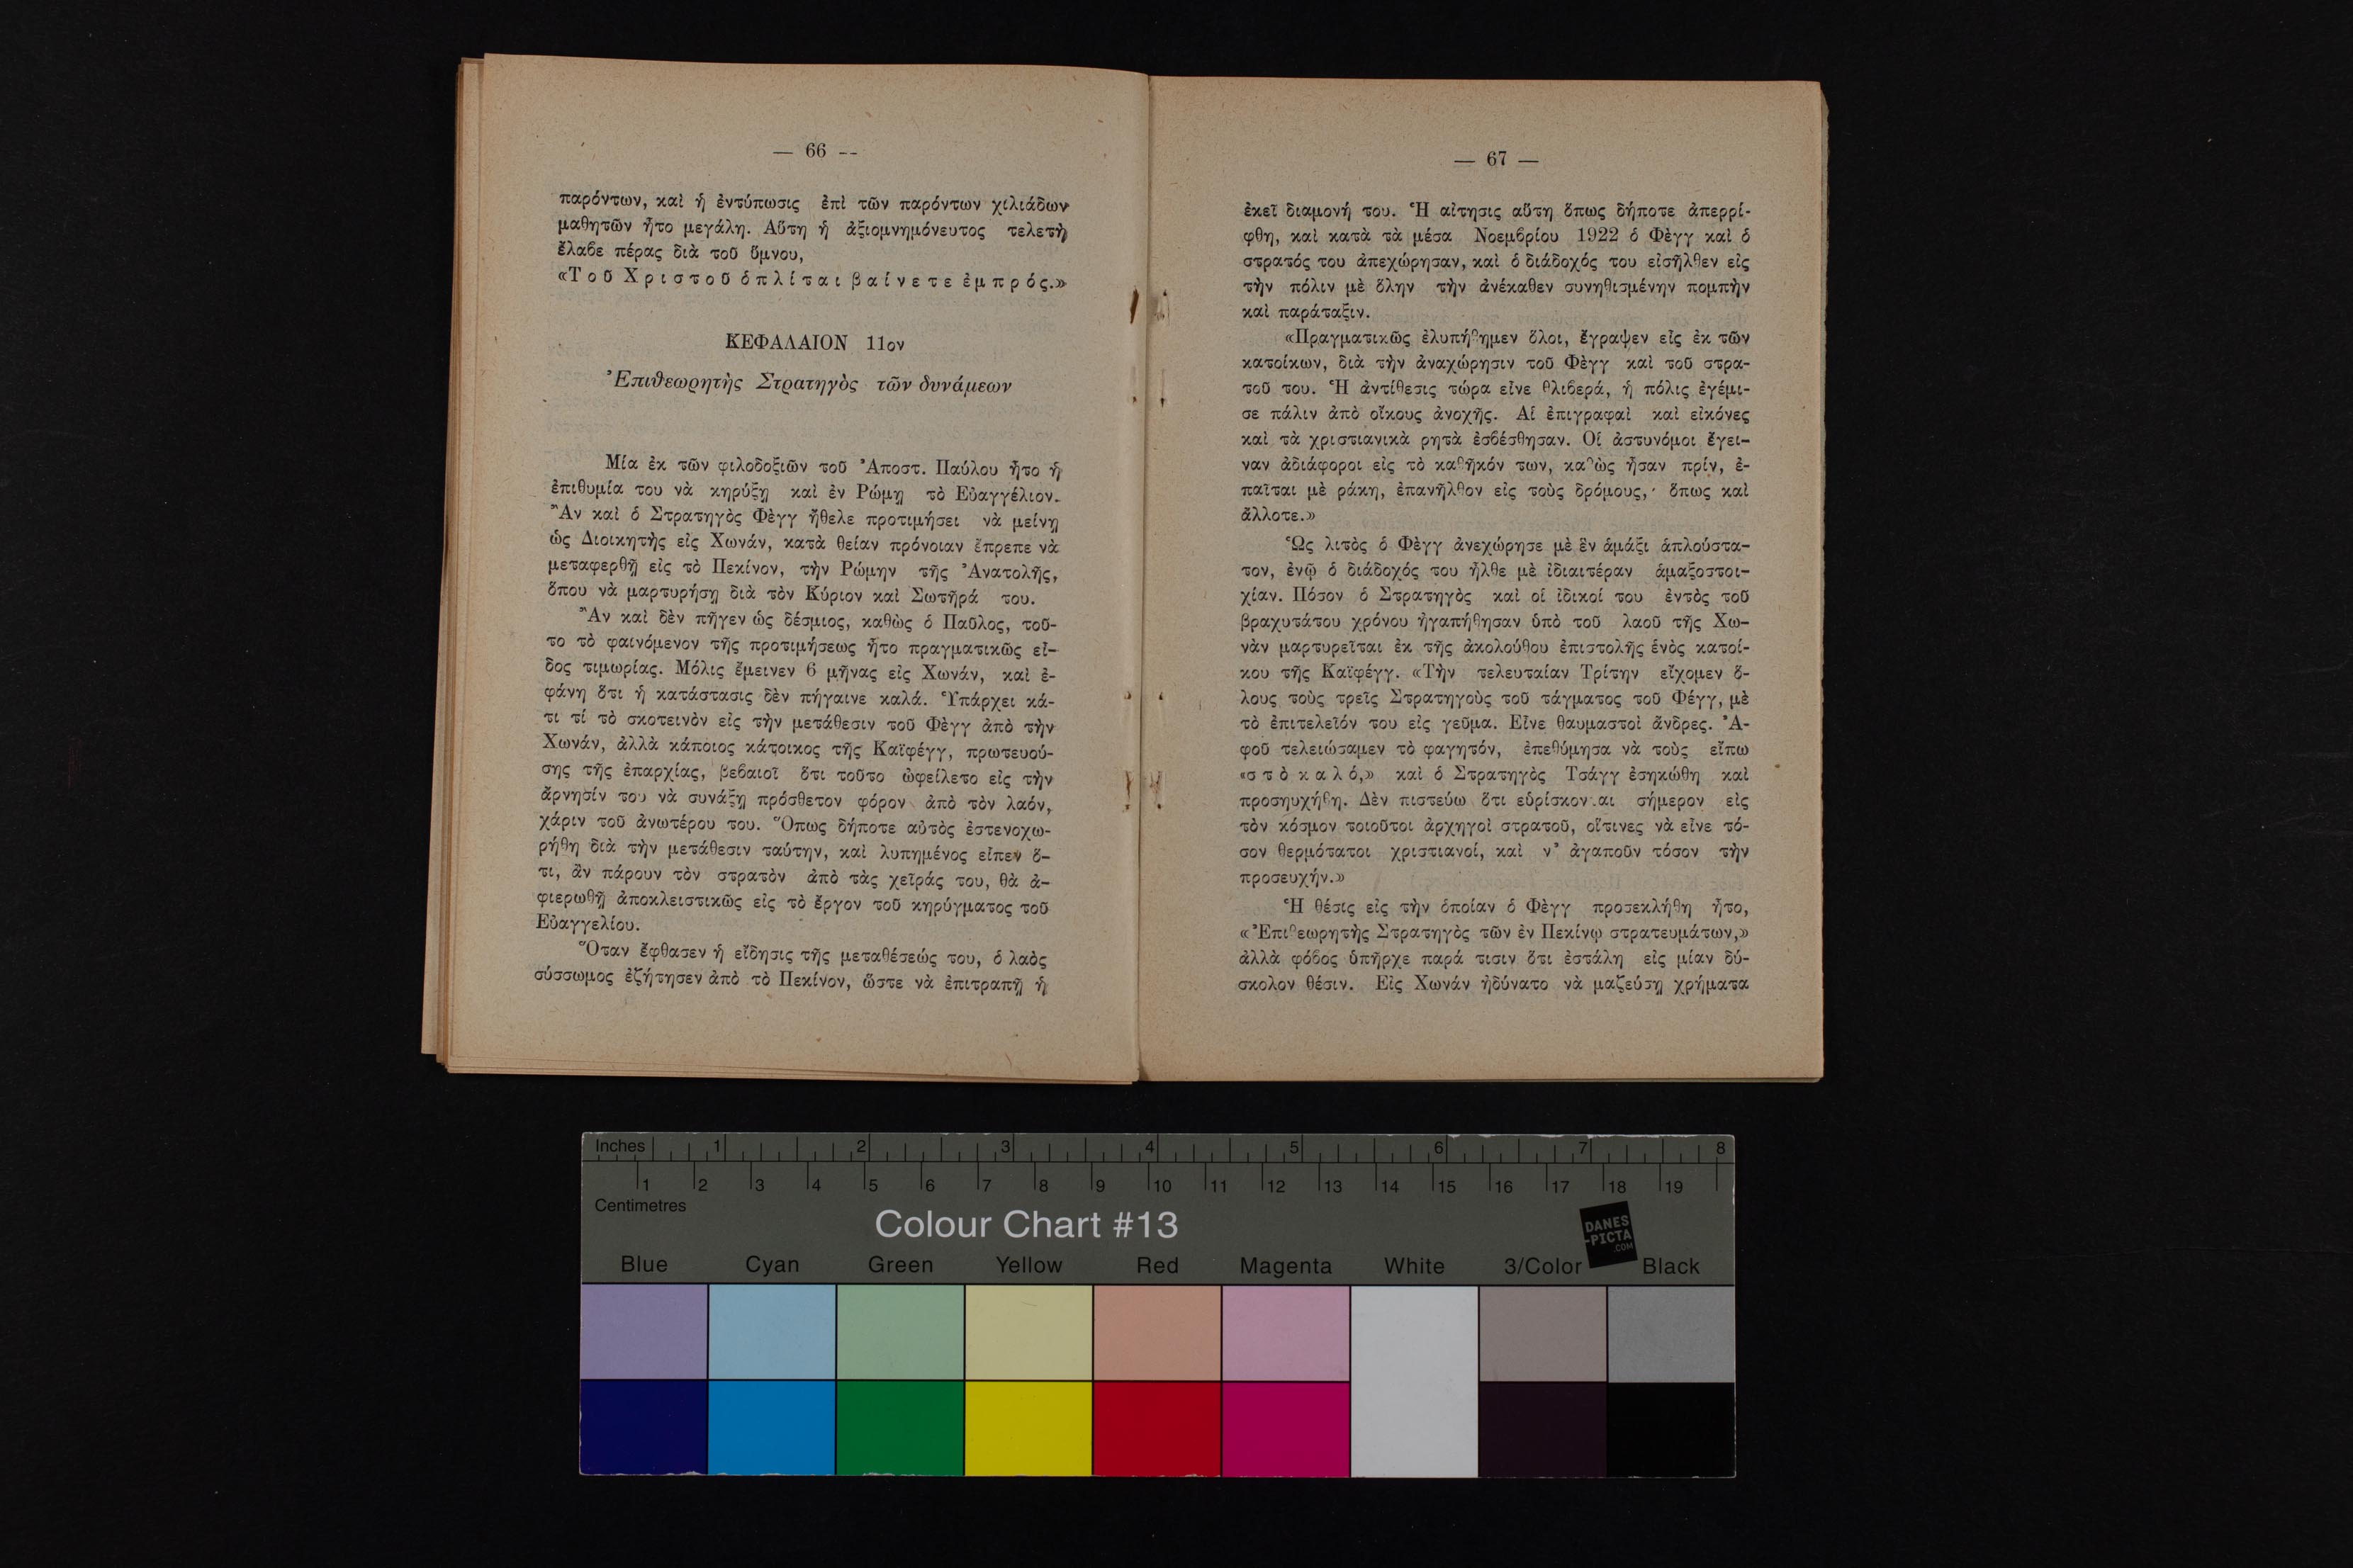 — 66 --
παρόντων, καὶ ἡ ἐντύπωσις ἐπὶ τῶν παρόντων χιλιάδων
μαθητῶν ἦτο μεγάλη. Αὕτη ἡ ἀξιομνημόνευτος τελετὴ
ἔλαβε πέρας διὰ τοῦ ὕμνου,
«Τοῦ Χριστοῦ ὁπλίται βαίνετε ἐμπρός.»
ΚΕΦΑΛΑΙΟΝ 11ον
Ἐπιθεωρητὴς Στρατηγὸς τῶν δυνάμεων
Μία ἐκ τῶν φιλοδοξιῶν τοῦ Ἀποστ. Παύλου ἦτο ἡ
ἐπιθυμία του νὰ κηρύξῃ καὶ ἐν Ρώμῃ τὸ Εὐαγγέλιον.
Ἂν καὶ ὁ Στρατηγὸς Φὲγγ ἤθελε προτιμήσει νὰ μείνῃ
ὡς Διοικητὴς εἰς Χωνάν, κατὰ θείαν πρόνοιαν ἔπρεπε νὰ
μεταφερθῇ εἰς τὸ Πεκίνον, τὴν Ρώμην τῆς Ἀνατολῆς,
ὅπου νὰ μαρτυρήσῃ διὰ τὸν Κύριον καὶ Σωτῆρά του.
Ἂν καὶ δὲν πῆγεν ὡς δέσμιος, καθὼς ὁ Παῦλος, τοῦ-
το τὸ φαινόμενον τῆς προτιμήσεως ἦτο πραγματικῶς εἶ-
δος τιμωρίας. Μόλις ἔμεινεν 6 μῆνας εἰς Χωνάν, καὶ ἐ-
φάνη ὅτι ἡ κατάστασις δὲν πήγαινε καλά. Ὑπάρχει κά-
τι τί τὸ σκοτεινὸν εἰς τὴν μετάθεσιν τοῦ Φὲγγ ἀπὸ τὴν
Χωνάν, ἀλλὰ κάποιος κάτοικος τῆς Καϊφέγγ, πρωτευού-
σης τῆς ἐπαρχίας, βεβαιοῖ ὅτι τοῦτο ὠφείλετο εἰς τὴν
ἄρνησίν του νὰ συνάξῃ πρόσθετον φόρον ἀπὸ τὸν λαόν,
χάριν τοῦ ἀνωτέρου του. Ὅπως δήποτε αὐτὸς ἐστενοχω-
ρήθη διὰ τὴν μετάθεσιν ταύτην, καὶ λυπημένος εἶπεν ὅ-
τι, ἂν πάρουν τὸν στρατὸν ἀπὸ τὰς χεῖράς του, θὰ ἀ-
φιερωθῇ ἀποκλειστικῶς εἰς τὸ ἔργον τοῦ κηρύγματος τοῦ
Εὐαγγελίου.
Ὅταν ἔφθασεν ἡ εἴδησις τῆς μεταθέσεώς του, ὁ λαὸς
σύσσωμος ἐζήτησεν ἀπὸ τὸ Πεκίνον, ὥστε νὰ ἐπιτραπῇ ἡ
— 67 —
ἐκεῖ διαμονή του. Ἡ αἴτησις αὕτη ὅπως δήποτε ἀπερρί-
φθη, καὶ κατὰ τὰ μέσα Νοεμβρίου 1922 ὁ Φὲγγ καὶ ὁ
στρατός του ἀπεχώρησαν, καὶ ὁ διάδοχός του εἰσῆλθεν εἰς
τὴν πόλιν μὲ ὅλην τὴν ἀνέκαθεν συνηθισμένην πομπὴν
καὶ παράταξιν.
«Πραγματικῶς ἐλυπήθημεν ὅλοι, ἔγραψεν εἷς ἐκ τῶν
κατοίκων, διὰ τὴν ἀναχώρησιν τοῦ Φὲγγ καὶ τοῦ στρα-
τοῦ του. Ἡ ἀντίθεσις τώρα εἶνε θλιβερά, ἡ πόλις ἐγέμι-
σε πάλιν ἀπὸ οἴκους ἀνοχῆς. Αἱ ἐπιγραφαὶ καὶ εἰκόνες
καὶ τὰ χριστιανικὰ ρητὰ ἐσβέσθησαν. Οἱ ἀστυνόμοι ἔγει-
ναν ἀδιάφοροι εἰς τὸ καθῆκόν των, καθὼς ἦσαν πρίν, ἐ-
παῖται μὲ ράκη, ἐπανῆλθον εἰς τοὺς δρόμους, ὅπως καὶ
ἄλλοτε.»
Ὡς λιτὸς ὁ Φὲγγ ἀνεχώρησε μὲ ἓν ἁμάξι ἁπλούστα-
τον, ἐνῷ ὁ διάδοχός του ἦλθε μὲ ἰδιαιτέραν ἁμαξοστοι-
χίαν. Πόσον ὁ Στρατηγὸς καὶ οἱ ἰδικοί του ἐντὸς τοῦ
βραχυτάτου χρόνου ἠγαπήθησαν ὑπὸ τοῦ λαοῦ τῆς Χω-
νὰν μαρτυρεῖται ἐκ τῆς ἀκολούθου ἐπιστολῆς ἑνὸς κατοί-
κου τῆς Καϊφέγγ. «Τὴν τελευταίαν Τρίτην εἴχομεν ὅ-
λους τοὺς τρεῖς Στρατηγοὺς τοῦ τάγματος τοῦ Φέγγ, μὲ
τὸ ἐπιτελεῖόν του εἰς γεῦμα. Εἶνε θαυμαστοὶ ἄνδρες. Ἀ-
φοῦ τελειώσαμεν τὸ φαγητόν, ἐπεθύμησα νὰ τοὺς εἴπω
«στὸ καλό,» καὶ ὁ Στρατηγὸς Τσάγγ ἐσηκώθη καὶ
προσηυχήθη. Δὲν πιστεύω ὅτι εὑρίσκονται σήμερον εἰς
τὸν κόσμον τοιοῦτοι ἀρχηγοὶ στρατοῦ, οἵτινες νὰ εἶνε τό-
σον θερμότατοι χριστιανοί, καὶ ν' ἀγαποῦν τόσον τὴν
προσευχήν.»
Ἡ θέσις εἰς τὴν ὁποίαν ὁ Φὲγγ προσεκλήθη ἦτο,
«Ἐπιθεωρητὴς Στρατηγὸς τῶν ἐν Πεκίνῳ στρατευμάτων,»
ἀλλὰ φόβος ὑπῆρχε παρά τισιν ὅτι ἐστάλη εἰς μίαν δύ-
σκολον θέσιν. Εἰς Χωνάν ἠδύνατο νὰ μαζεύσῃ χρήματα
Inches 1 2 3 4 5 6 7 8
1 2 3 4 5 6 7 8 9 10 11 12 13 14 15 16 17 18 19
Centimetres
Colour Chart #13
DANES
-PICTA
.COM
Blue Cyan Green Yellow Red Magenta White 3/Color Black